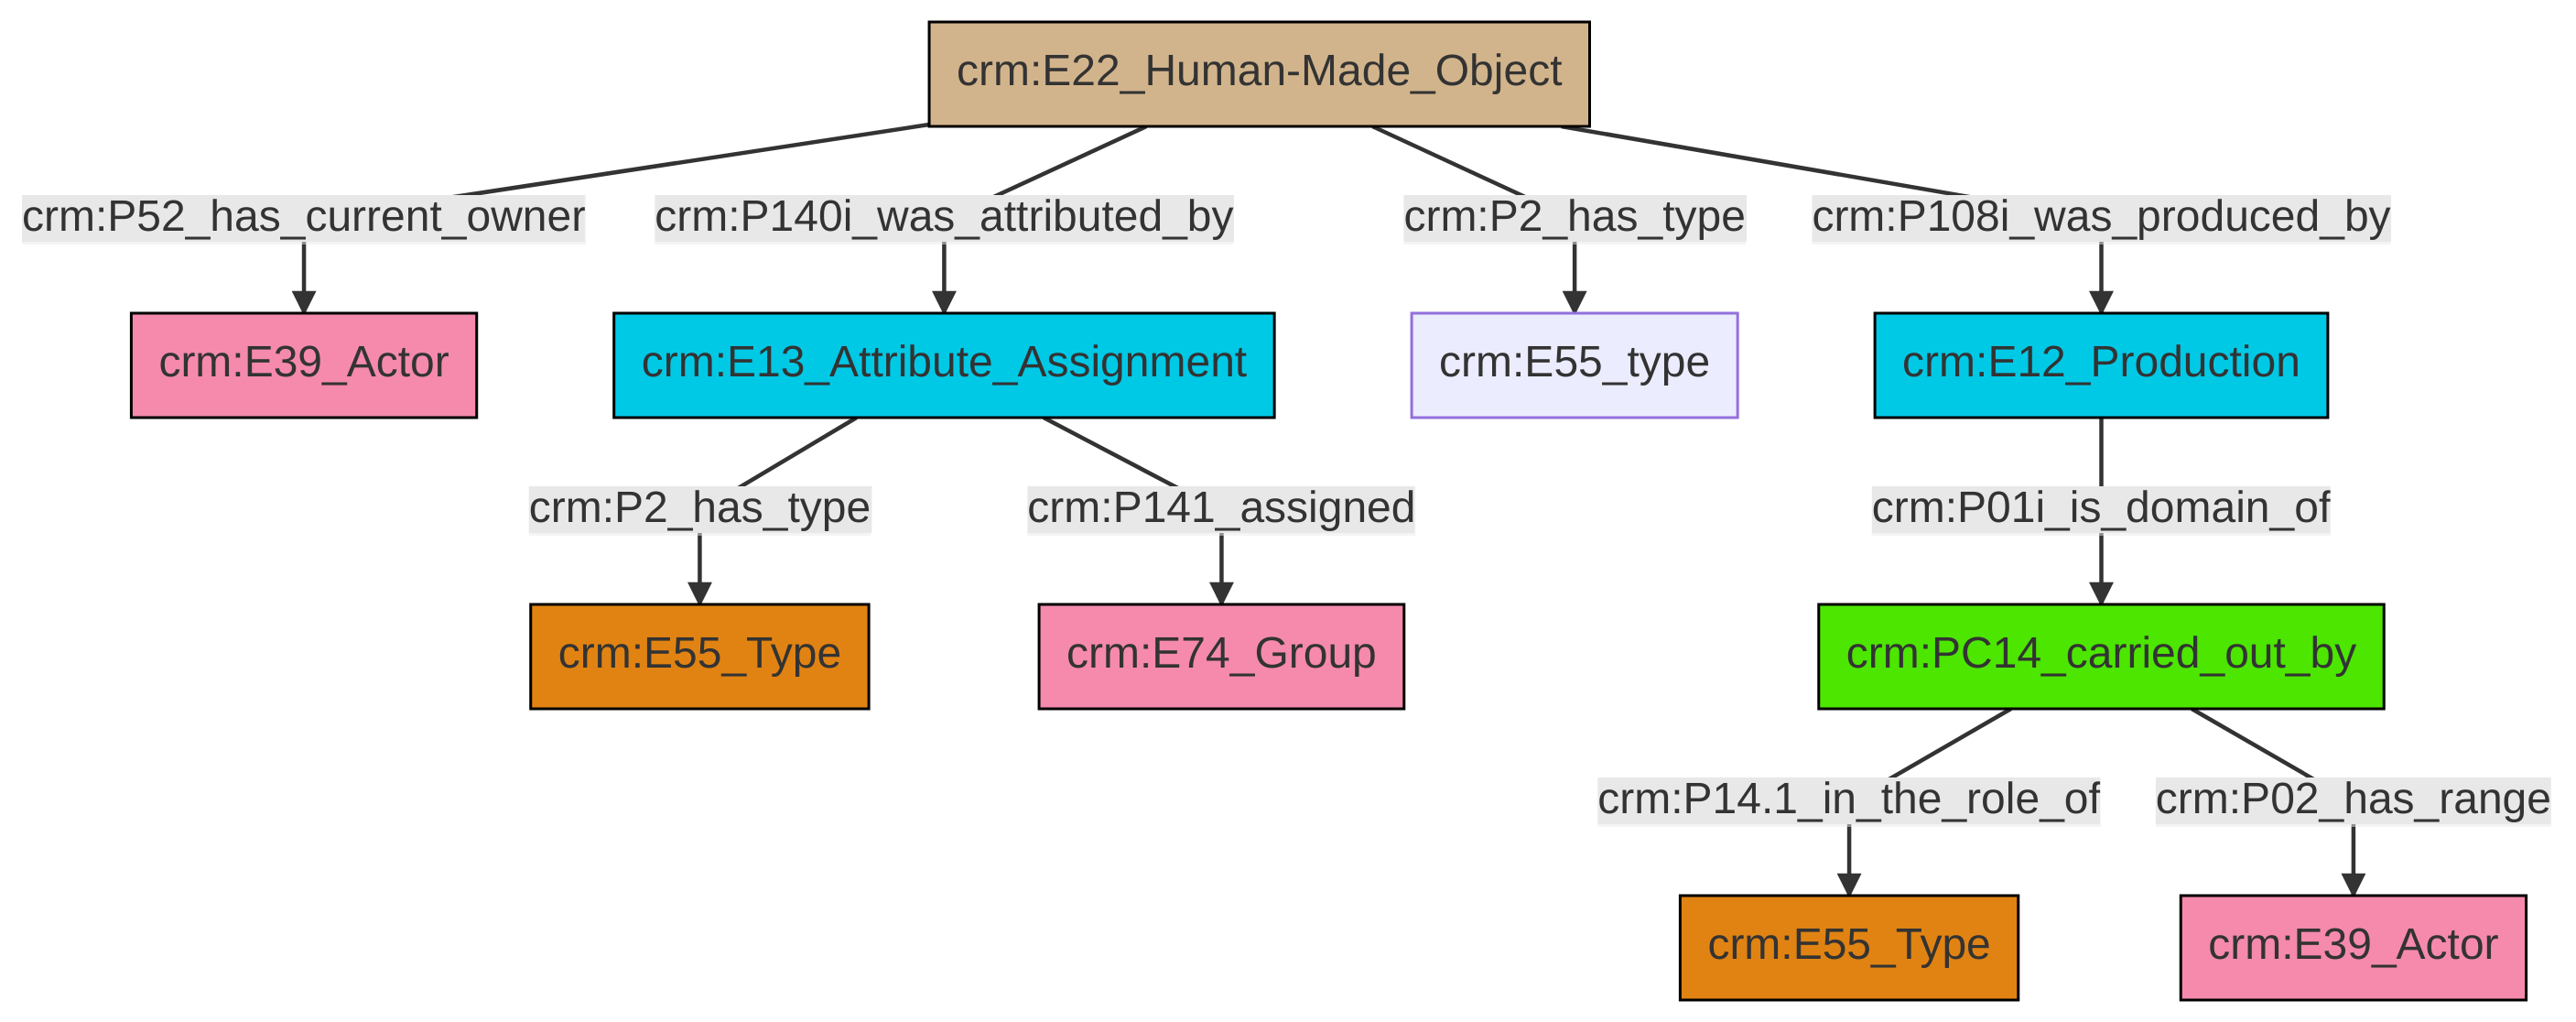 crm:E22_Human-Made_Object
crm:P52_has_current_owner
crm:P140i_was_attributed_by
crm:P2_has_type
crm:P108i_was_produced_by
crm:E39_Actor
crm:E13_Attribute_Assignment
crm:E55_type
crm:E12_Production
crm:P2_has_type
crm:P141_assigned
crm:P01i_is_domain_of
crm:E55_Type
crm:E74_Group
crm:PC14_carried_out_by
crm:P14.1_in_the_role_of
crm:P02_has_range
crm:E55_Type
crm:E39_Actor